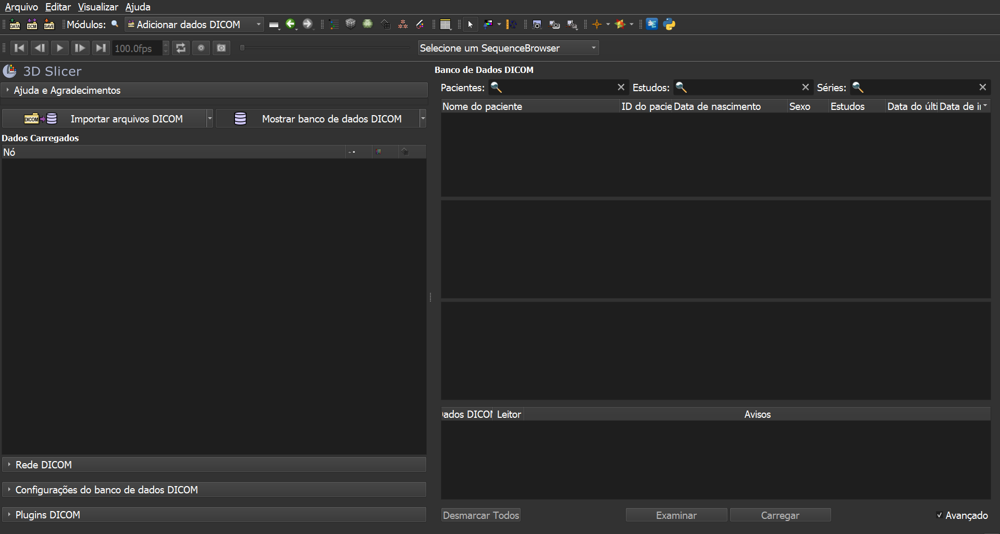 Arquivo Editar Visualizar Ajuda
DATA DCM SAVE Módulos: Adicionar dados DICOM
100.0fps Selecione um SequenceBrowser
3D Slicer
Ajuda e Agradecimentos
DICOM Importar arquivos DICOM Mostrar banco de dados DICOM
Dados Carregados
Nó
Rede DICOM
Configurações do banco de dados DICOM
Plugins DICOM
Banco de Dados DICOM
Pacientes: Estudos: Séries:
Nome do paciente ID do pacie Data de nascimento Sexo Estudos Data do últi Data de i
ados DICOM Leitor Avisos
Desmarcar Todos Examinar Carregar Avançado